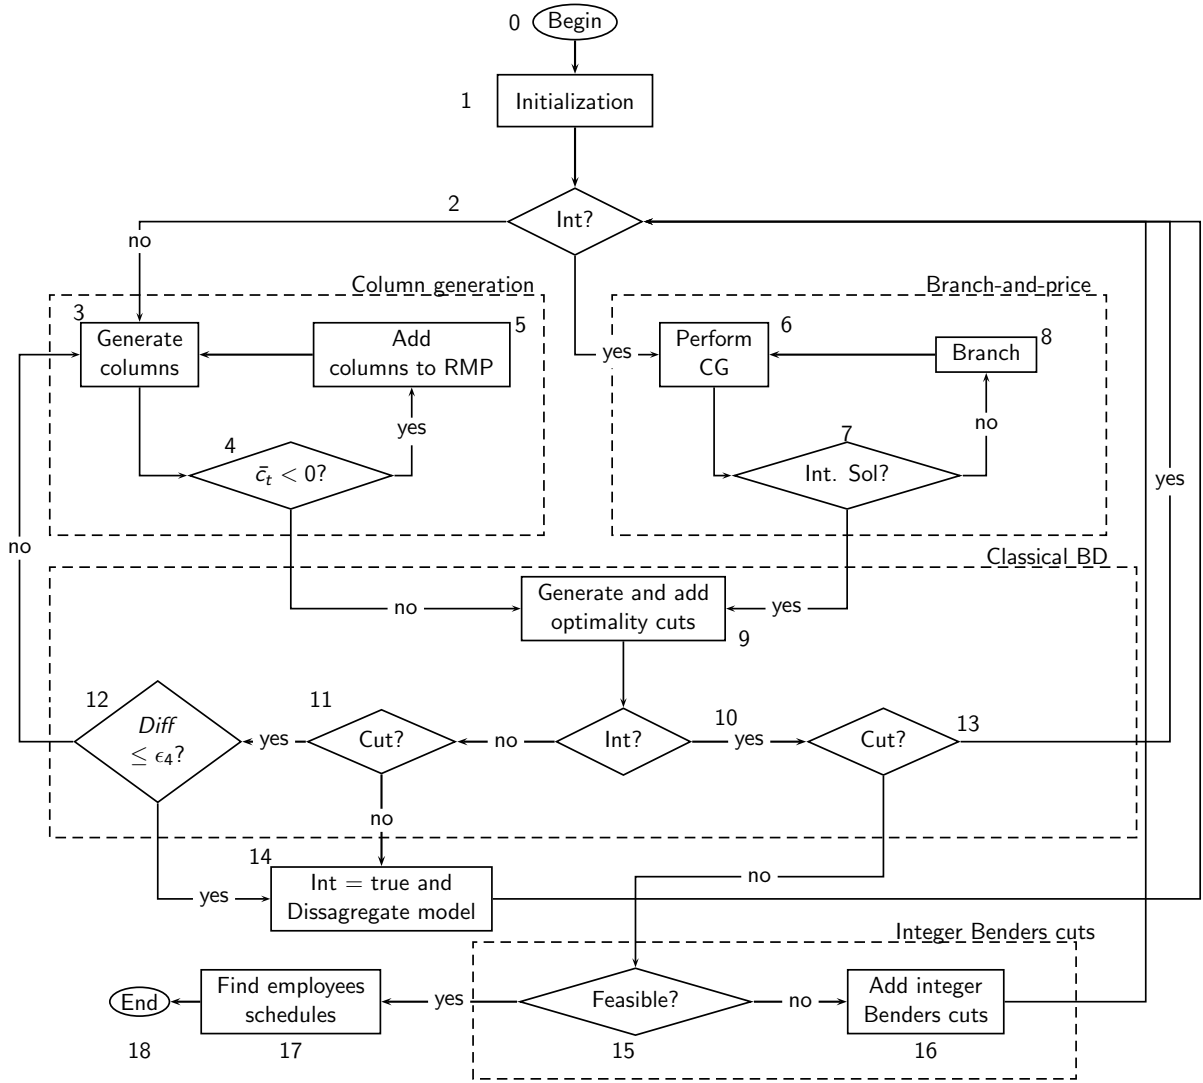 0
Begin
1
Initialization
2
Int?
no
Column generation
Branch-and-price
3
Generate
columns
Add
columns to RMP
5
yes
Perform
CG
6
Branch
8
yes
no
4
c̄ₜ < 0?
7
Int. Sol?
yes
no
Classical BD
no
Generate and add
optimality cuts
yes
9
12
Diff
≤ ϵ₄?
yes
11
Cut?
no
Int?
10
yes
Cut?
13
no
14
yes
Int = true and
Dissagregate model
no
Integer Benders cuts
End
Find employees
schedules
yes
Feasible?
no
Add integer
Benders cuts
18
17
15
16